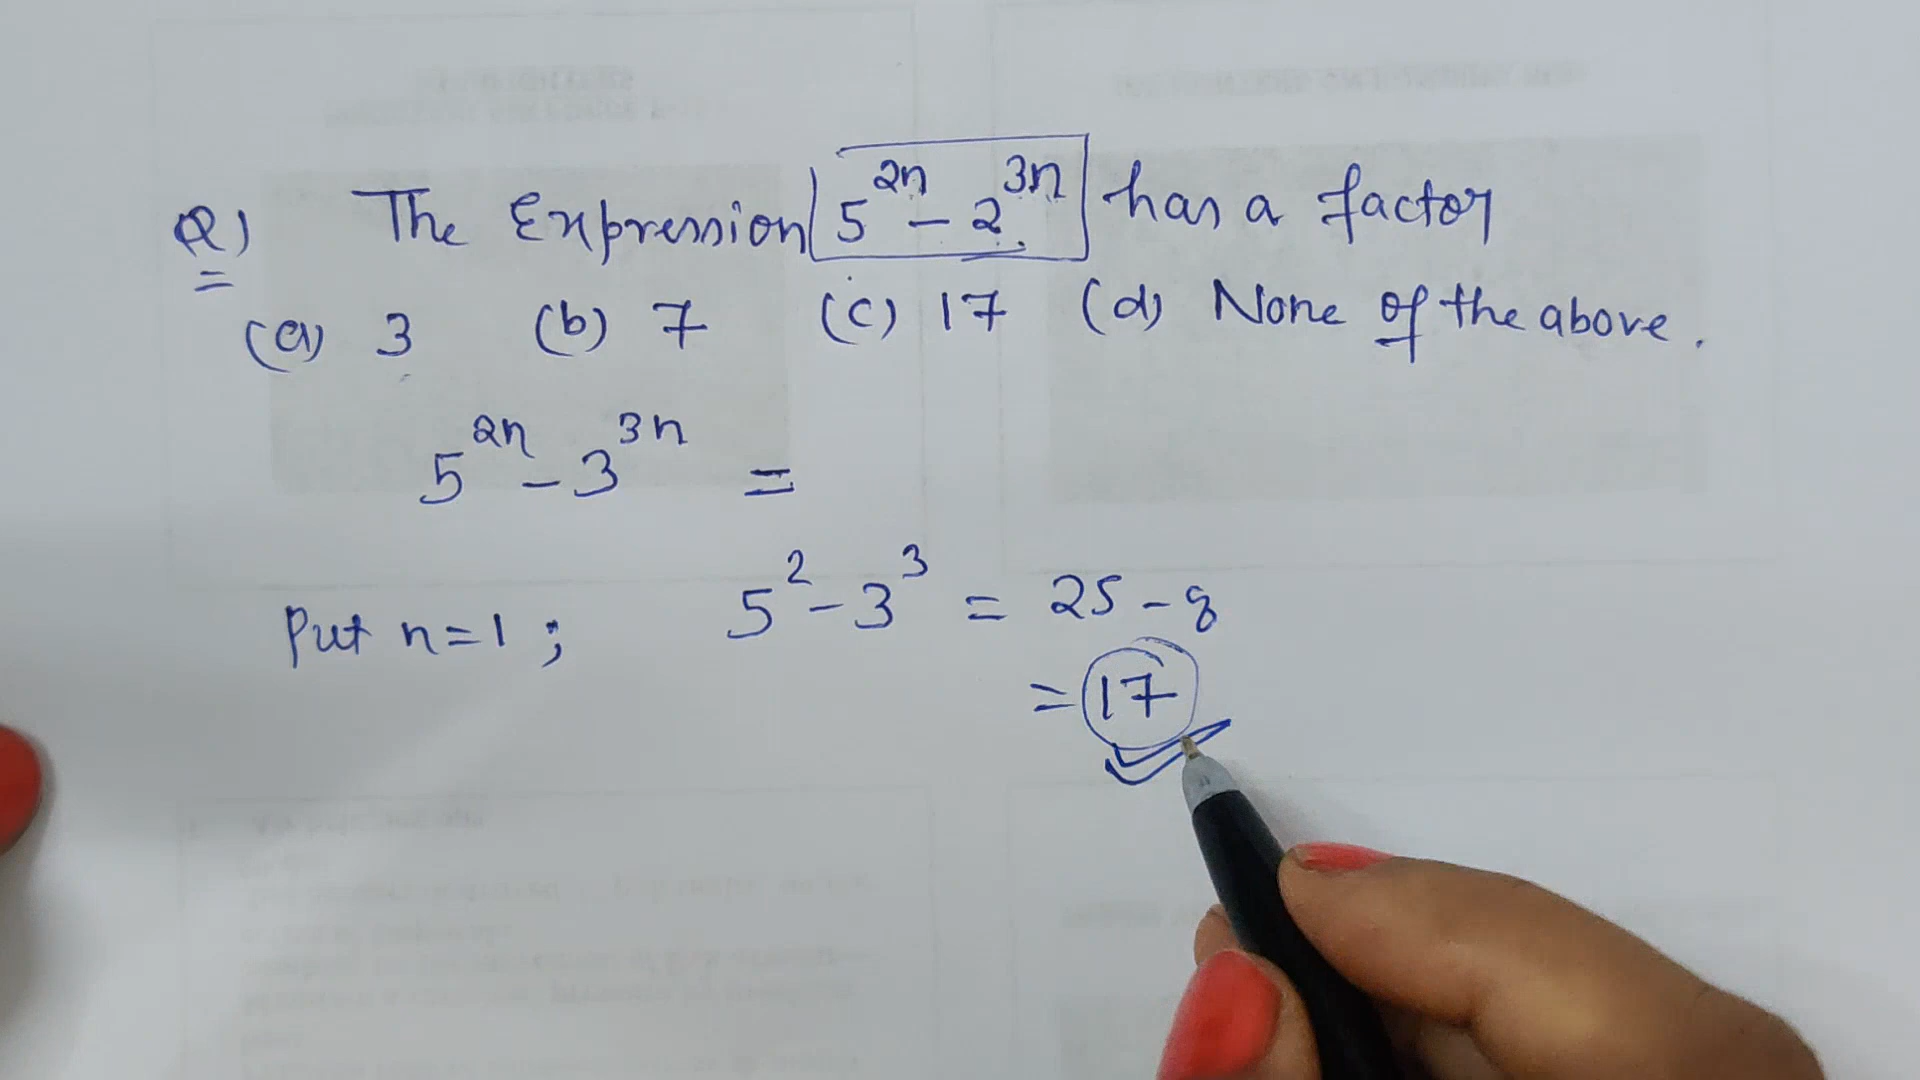 Q) The Expression 5^2n - 2^3n has a factor
(a) 3 (b) 7 (c) 17 (d) None of the above.
5^2n - 3^3n =
Put n=1 ; 5^2 - 3^3 = 25 - 8
= 17